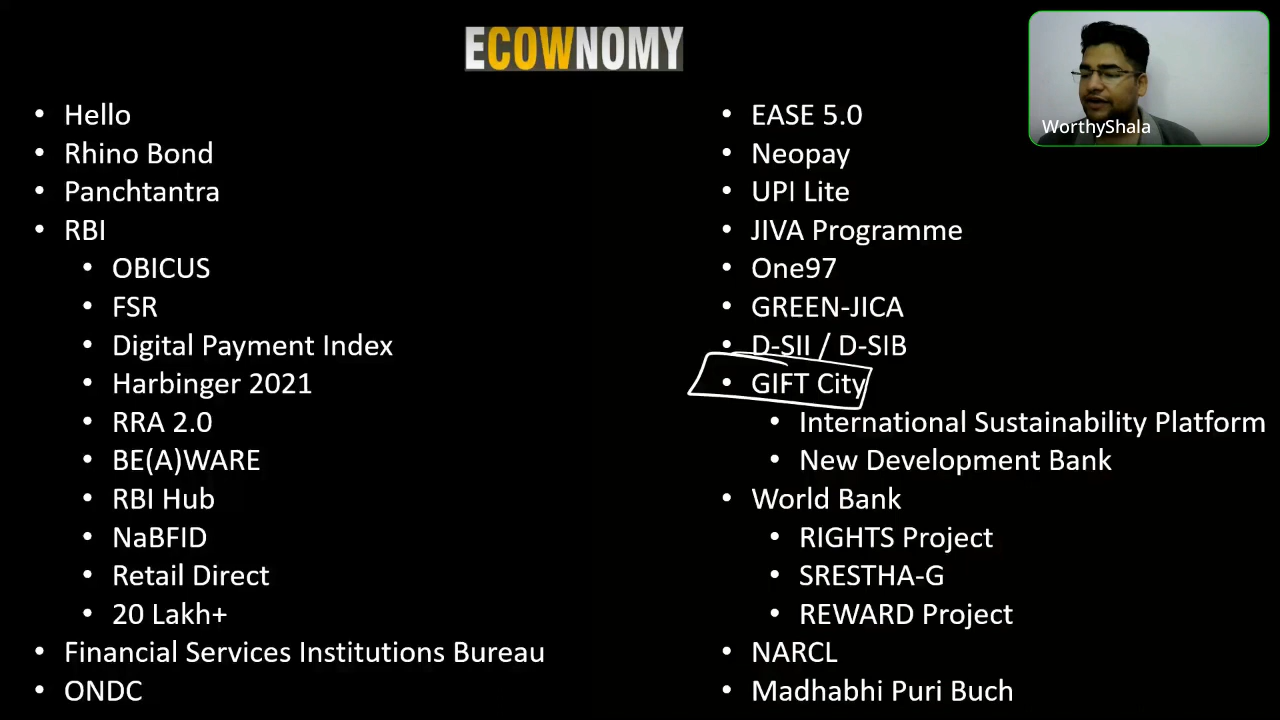 ECOWNOMY
WorthyShala
Hello
Rhino Bond
Panchtantra
RBI
OBICUS
FSR
Digital Payment Index
Harbinger 2021
RRA 2.0
BE(A)WARE
RBI Hub
NaBFID
Retail Direct
20 Lakh+
Financial Services Institutions Bureau
ONDC
EASE 5.0
Neopay
UPI Lite
JIVA Programme
One97
GREEN-JICA
D-SII / D-SIB
GIFT City
International Sustainability Platform
New Development Bank
World Bank
RIGHTS Project
SRESTHA-G
REWARD Project
NARCL
Madhabhi Puri Buch